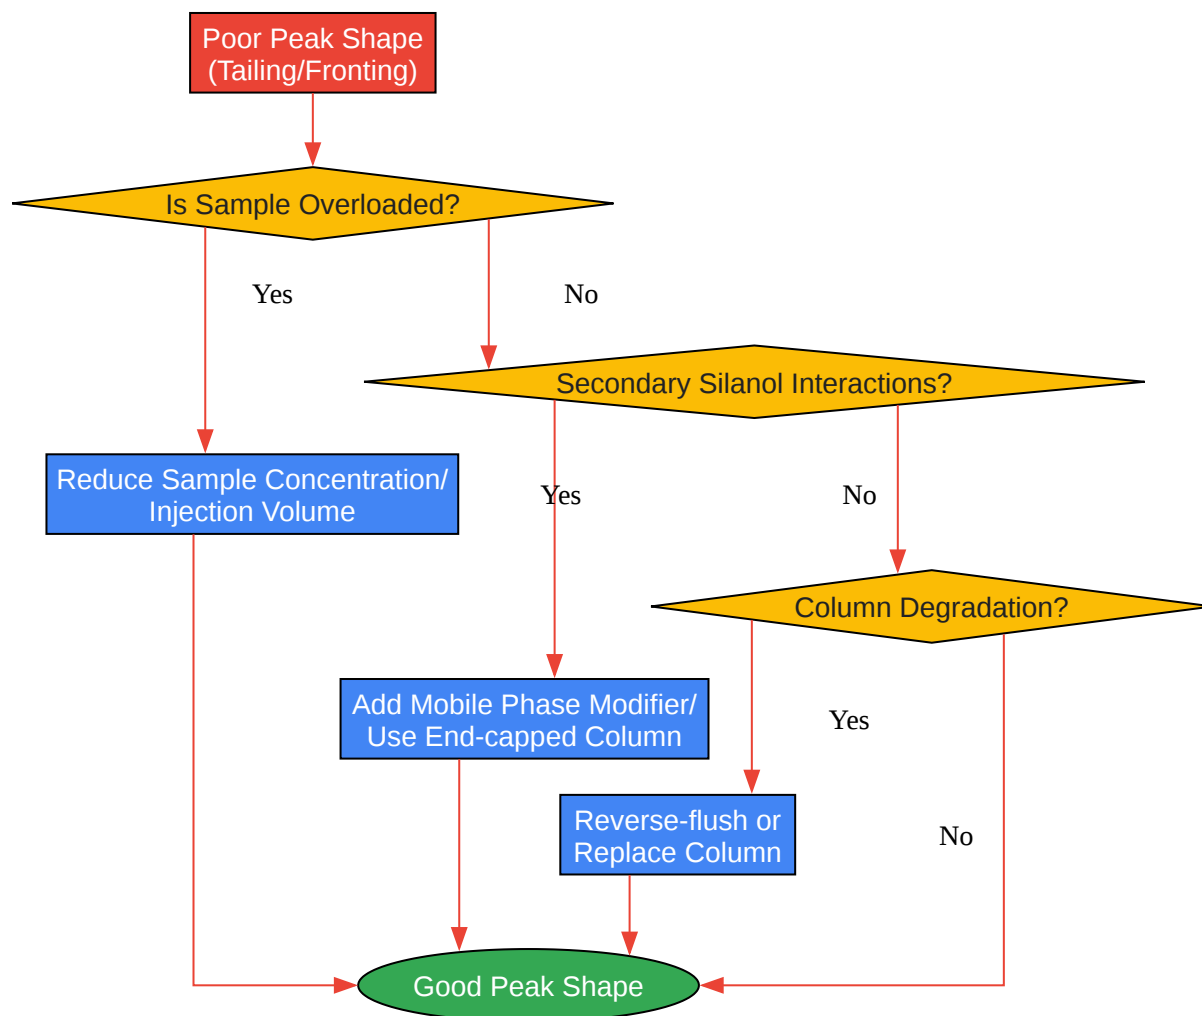 Poor Peak Shape
(Tailing/Fronting)
Is Sample Overloaded?
Yes
No
Secondary Silanol Interactions?
Reduce Sample Concentration/
Injection Volume
Yes
No
Column Degradation?
Add Mobile Phase Modifier/
Use End-capped Column
Yes
Reverse-flush or
Replace Column
No
Good Peak Shape